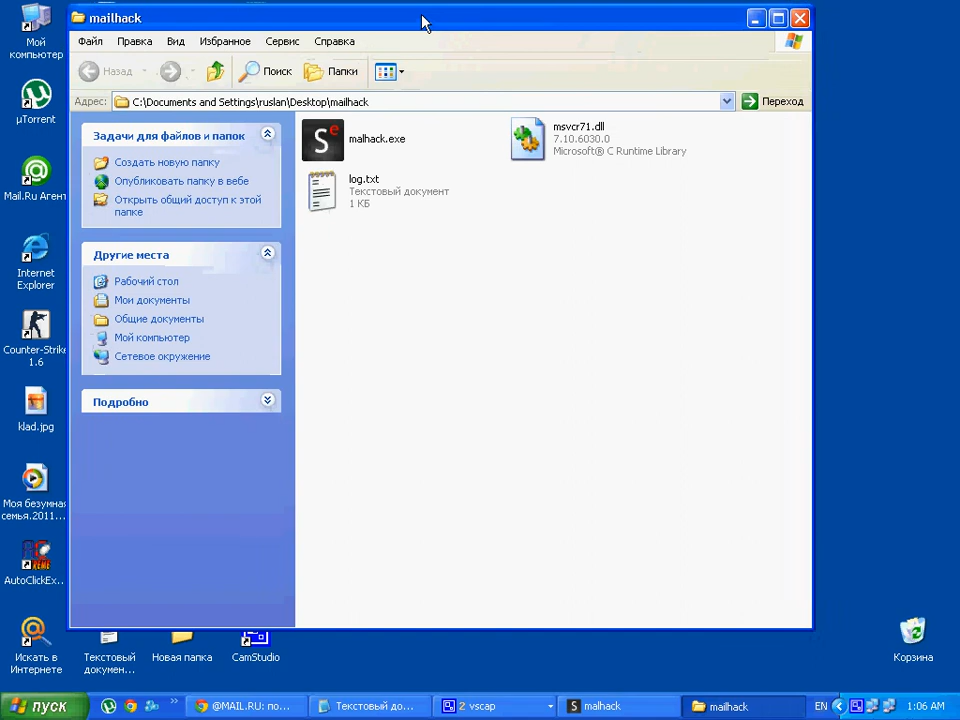 mailhack
Файл Правка Вид Избранное Сервис Справка
Назад Поиск Папки
Адрес: C:\Documents and Settings\ruslan\Desktop\mailhack Переход
Задачи для файлов и папок
Создать новую папку
Опубликовать папку в вебе
Открыть общий доступ к этой
папке
Другие места
Рабочий стол
Мои документы
Общие документы
Мой компьютер
Сетевое окружение
Подробно
malhack.exe
msvcr71.dll
7.10.6030.0
Microsoft® C Runtime Library
log.txt
Текстовый документ
1 КБ
Мой
компьютер
µTorrent
Mail.Ru Агент
Internet
Explorer
Counter-Strike
1.6
klad.jpg
Моя безумная
семья.2011...
AutoClickEx...
Искать в
Интернете
Текстовый
докумен...
Новая папка
CamStudio
Корзина
пуск
@MAIL.RU: по...
Текстовый до...
2 vscap
malhack
mailhack
EN
1:06 AM